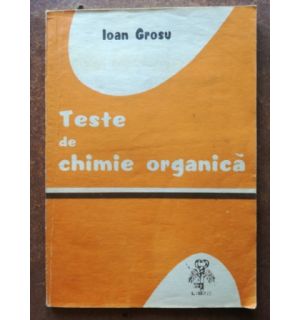 Ioan Grosu
Teste
de
chimie organică